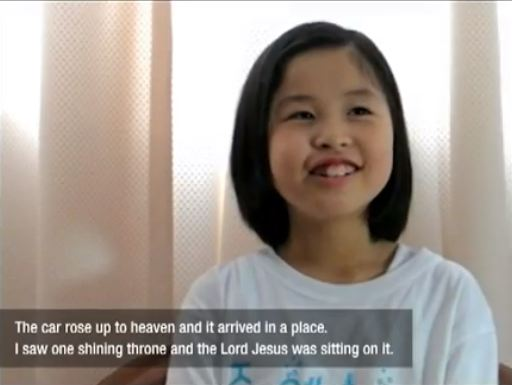 The car rose up to heaven and it arrived in a place.
I saw one shining throne and the Lord Jesus was sitting on it.